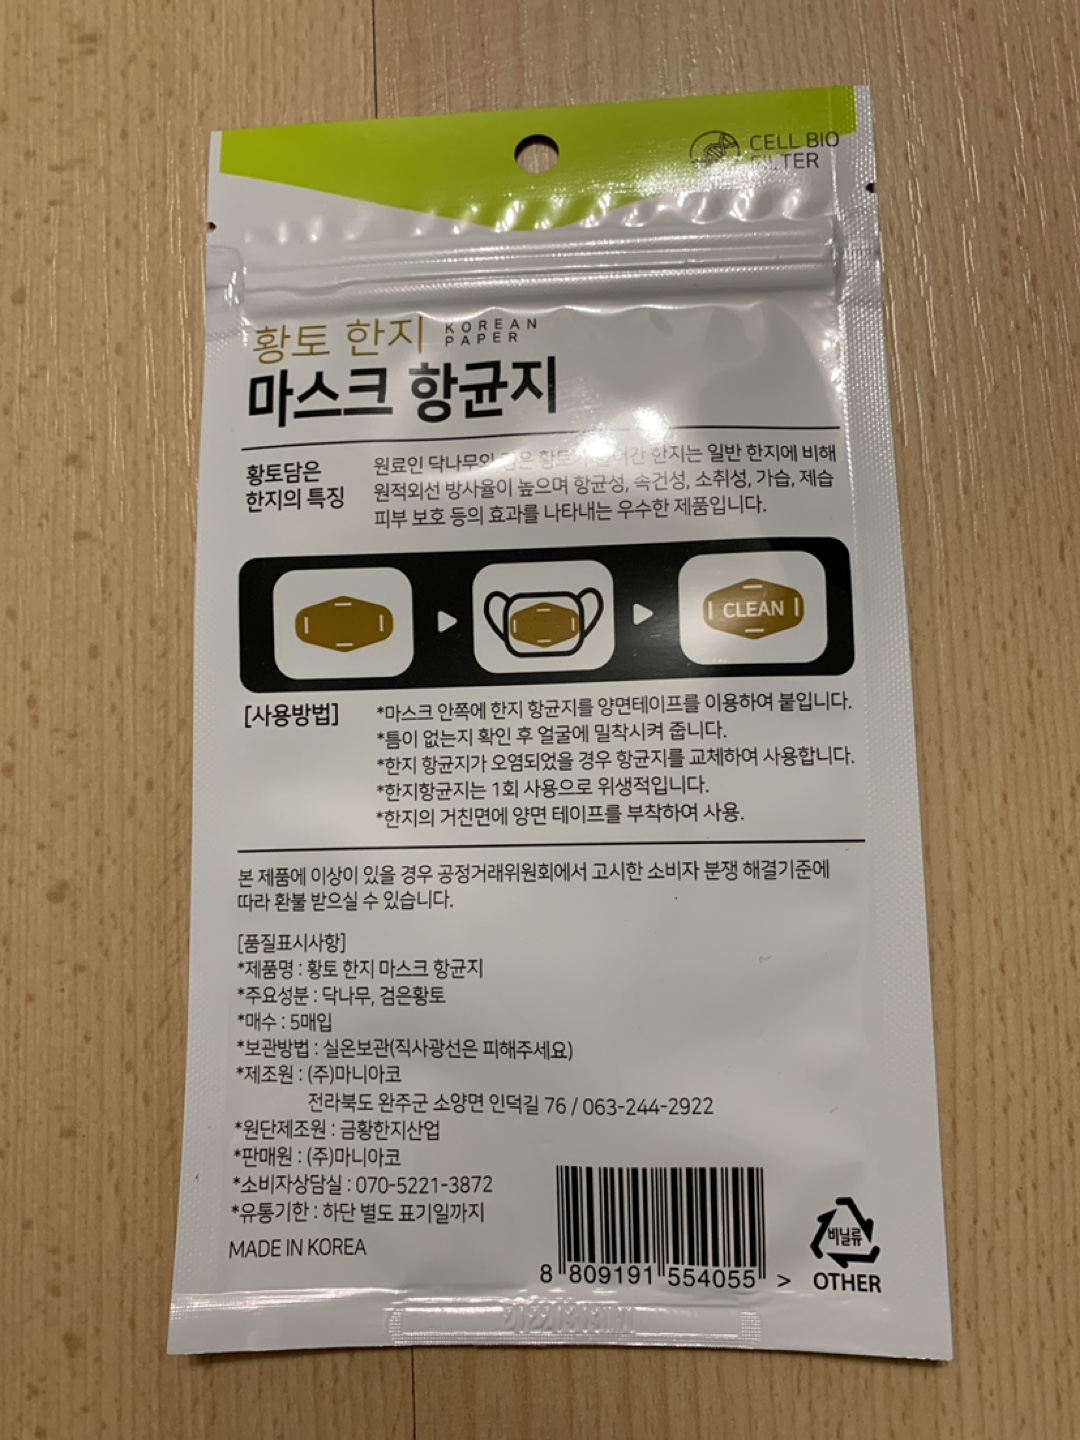 CELL BIO
FILTER
황토 한지
KOREAN
PAPER
마스크 항균지
황토담은
한지의 특징
원료인 닥나무와 검은 황토가 들어간 한지는 일반 한지에 비해
원적외선 방사율이 높으며 항균성, 속건성, 소취성, 가습, 제습
피부 보호 등의 효과를 나타내는 우수한 제품입니다.
CLEAN
[사용방법]
*마스크 안쪽에 한지 항균지를 양면테이프를 이용하여 붙입니다.
*틈이 없는지 확인 후 얼굴에 밀착시켜 줍니다.
*한지 항균지가 오염되었을 경우 항균지를 교체하여 사용합니다.
*한지항균지는 1회 사용으로 위생적입니다.
*한지의 거친면에 양면 테이프를 부착하여 사용.
본 제품에 이상이 있을 경우 공정거래위원회에서 고시한 소비자 분쟁 해결기준에
따라 환불 받으실 수 있습니다.
[품질표시사항]
*제품명 : 황토 한지 마스크 항균지
*주요성분 : 닥나무, 검은황토
*매수 : 5매입
*보관방법 : 실온보관(직사광선은 피해주세요)
*제조원 : (주)마니아코
전라북도 완주군 소양면 인덕길 76 / 063-244-2922
*원단제조원 : 금황한지산업
*판매원 : (주)마니아코
*소비자상담실 : 070-5221-3872
*유통기한 : 하단 별도 표기일까지
MADE IN KOREA
8 809191 554055 >
비닐류
OTHER